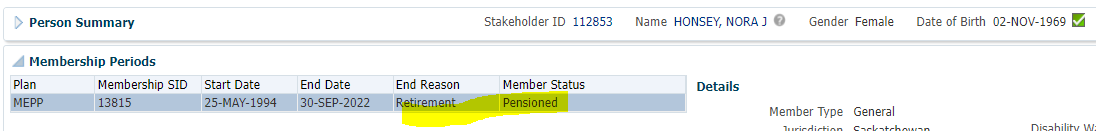 Person Summary Stakeholder ID 112853 Name HONSEY, NORA J Gender Female Date of Birth 02-NOV-1969
Membership Periods
Plan Membership SID Start Date End Date End Reason Member Status
MEPP 13815 25-MAY-1994 30-SEP-2022 Retirement Pensioned
Details
Member Type General
Jurisdiction Saskatchewan Disability Wa